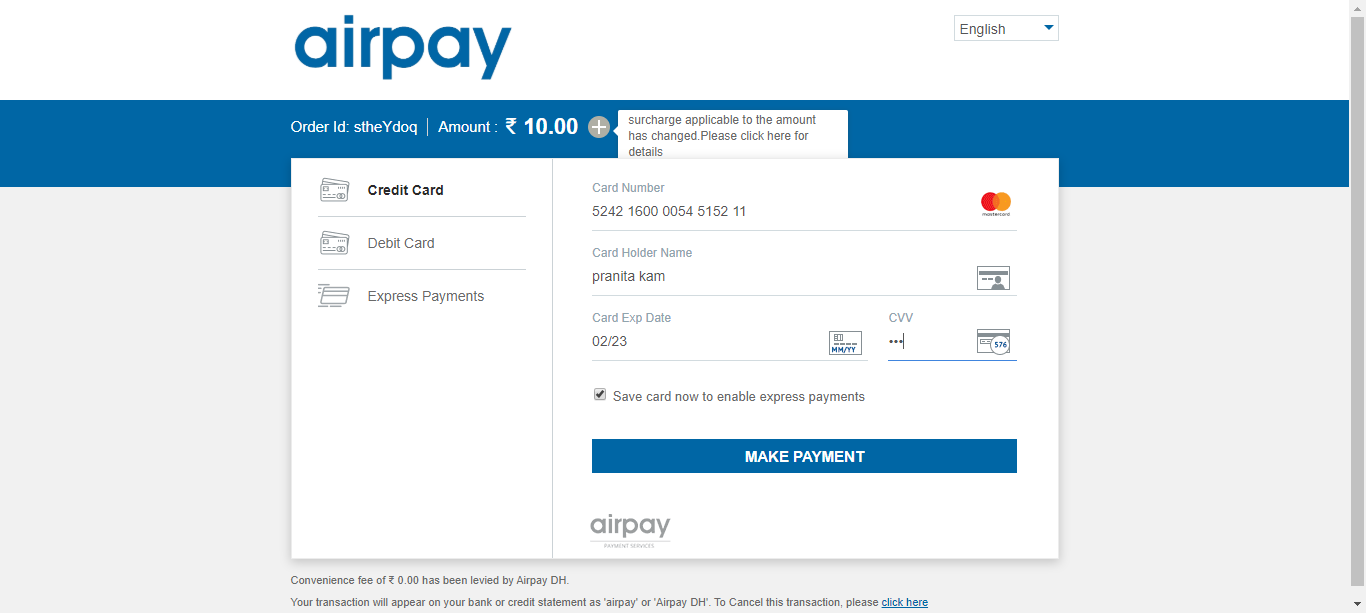 airpay
English
Order Id: stheYdoq
Amount : ₹ 10.00
surcharge applicable to the amount
has changed.Please click here for
details
Credit Card
Debit Card
Express Payments
Card Number
5242 1600 0054 5152 11
mastercard
Card Holder Name
pranita kam
Card Exp Date
02/23
MM/YY
CVV
•••
576
Save card now to enable express payments
MAKE PAYMENT
airpay
PAYMENT SERVICES
Convenience fee of ₹ 0.00 has been levied by Airpay DH.
Your transaction will appear on your bank or credit statement as 'airpay' or 'Airpay DH'. To Cancel this transaction, please click here